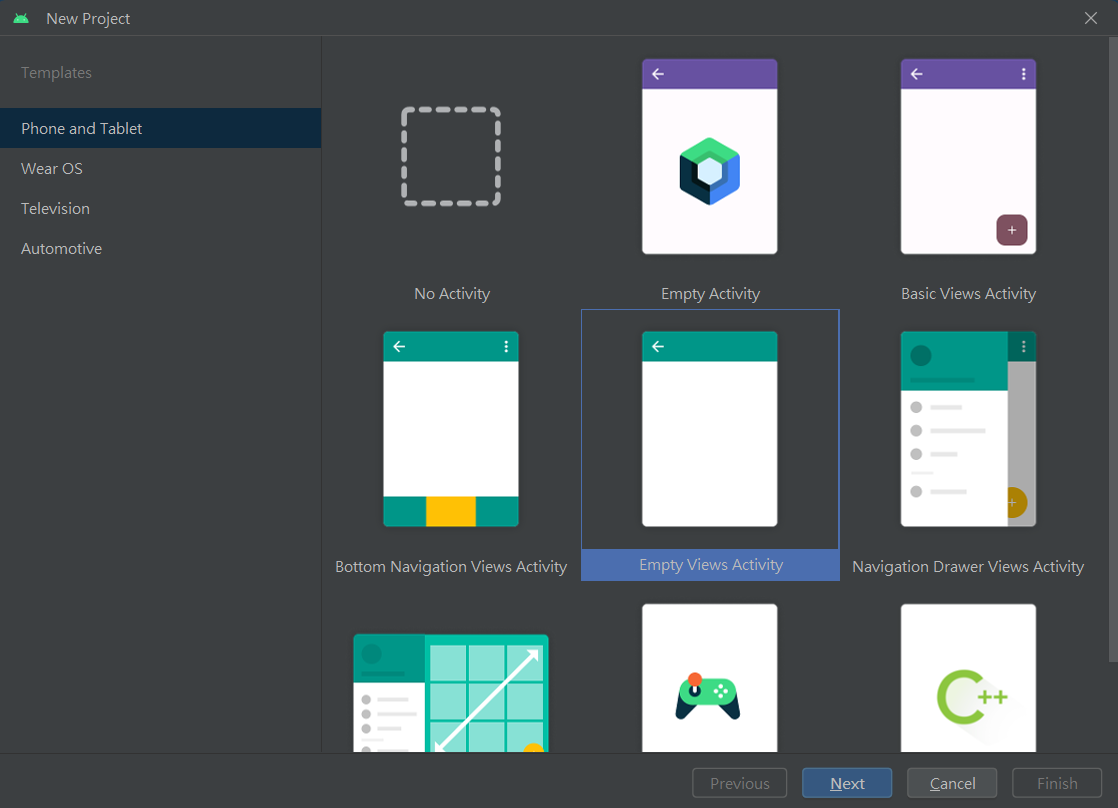 New Project
Templates
Phone and Tablet
Wear OS
Television
Automotive
No Activity
Empty Activity
Basic Views Activity
Bottom Navigation Views Activity
Empty Views Activity
Navigation Drawer Views Activity
C++
Previous
Next
Cancel
Finish